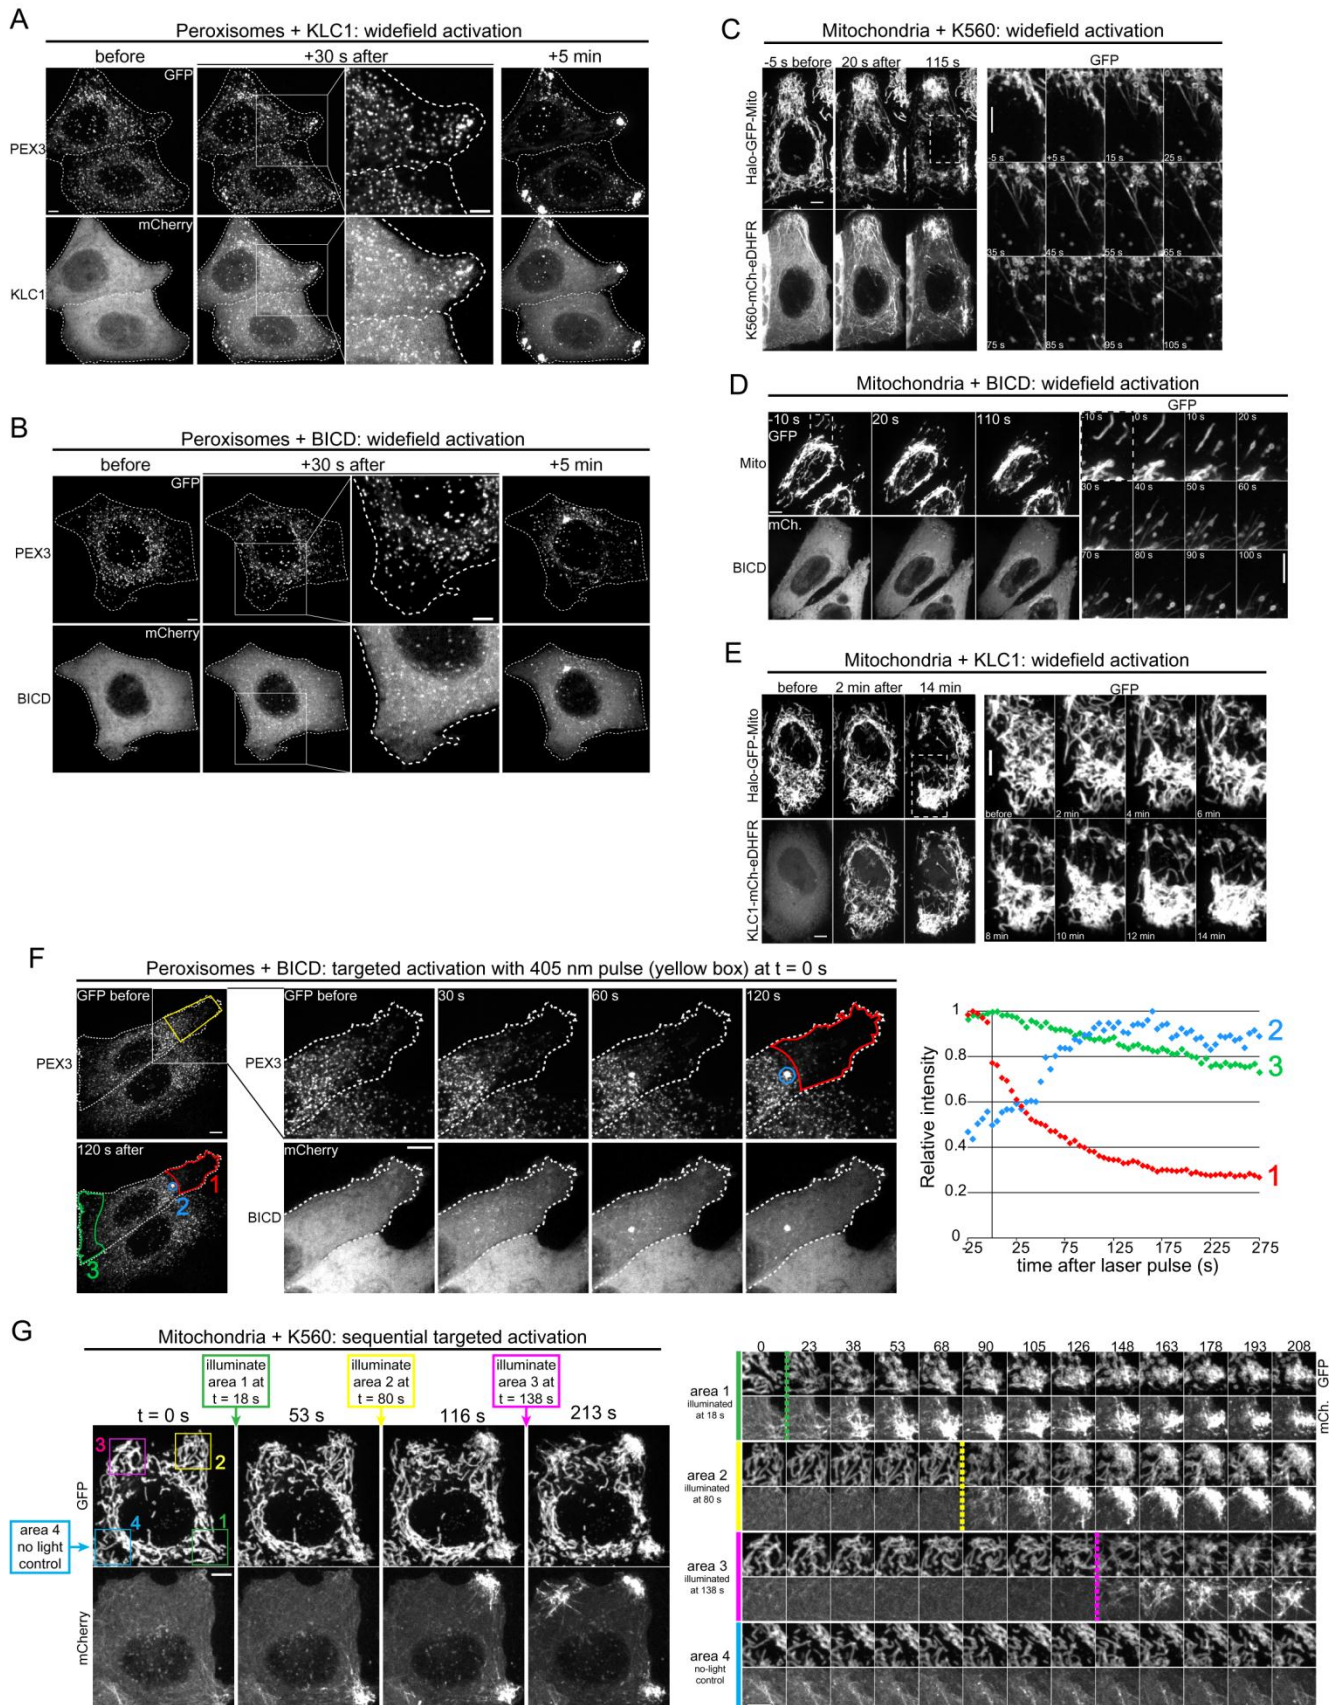 A
Peroxisomes + KLC1: widefield activation
before
+30 s after
+5 min
GFP
PEX3
mCherry
KLC1
B
Peroxisomes + BICD: widefield activation
before
+30 s after
+5 min
GFP
PEX3
mCherry
BICD
C
Mitochondria + K560: widefield activation
-5 s before
20 s after
115 s
GFP
Halo-GFP-Mito
K560-mCh-eDHFR
-5 s
+5 s
15 s
25 s
35 s
45 s
55 s
65 s
75 s
85 s
95 s
105 s
D
Mitochondria + BICD: widefield activation
GFP
-10 s
20 s
110 s
GFP
Mito
mCh.
BICD
-10 s
0 s
10 s
20 s
30 s
40 s
50 s
60 s
70 s
80 s
90 s
100 s
E
Mitochondria + KLC1: widefield activation
before
2 min after
14 min
GFP
Halo-GFP-Mito
KLC1-mCh-eDHFR
before
2 min
4 min
6 min
8 min
10 min
12 min
14 min
F
Peroxisomes + BICD: targeted activation with 405 nm pulse (yellow box) at t = 0 s
GFP before
PEX3
120 s after
1
2
3
GFP before
30 s
60 s
120 s
PEX3
mCherry
BICD
Relative intensity
1
0.8
0.6
0.4
0.2
0
-25
25
75
125
175
225
275
time after laser pulse (s)
2
3
1
G
Mitochondria + K560: sequential targeted activation
illuminate
area 1 at
t = 18 s
illuminate
area 2 at
t = 80 s
illuminate
area 3 at
t = 138 s
t = 0 s
53 s
116 s
213 s
3
2
4
1
GFP
area 4
no light
control
mCherry
0
23
38
53
68
90
105
126
148
163
178
193
208
area 1
illuminated
at 18 s
GFP
mCh.
area 2
illuminated
at 80 s
area 3
illuminated
at 138 s
area 4
no-light
control